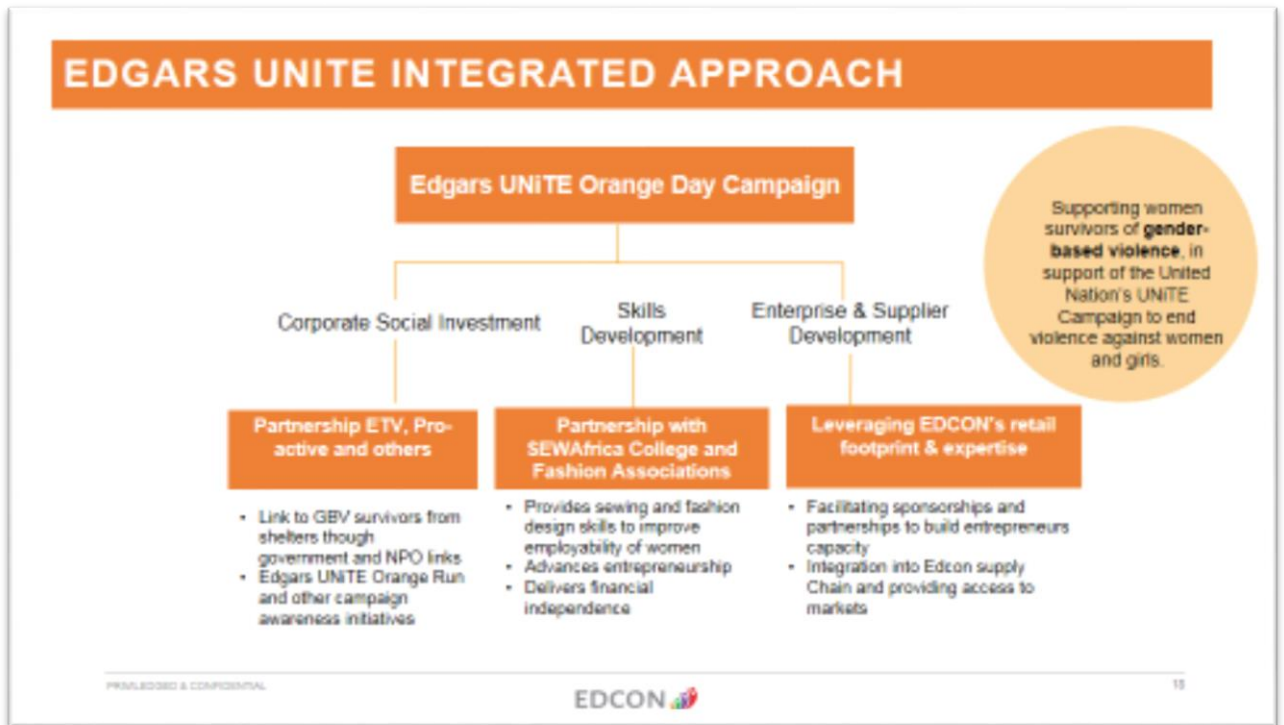 EDGARS UNITE INTEGRATED APPROACH
Edgars UNiTE Orange Day Campaign
Supporting women
survivors of gender-
based violence, in
support of the United
Nation's UNiTE
Campaign to end
violence against women
and girls.
Corporate Social Investment
Skills
Development
Enterprise & Supplier
Development
Partnership ETV, Pro-
active and others
• Link to GBV survivors from
shelters though
government and NPO links
• Edgars UNiTE Orange Run
and other campaign
awareness initiatives
Partnership with
SEWAfrica College and
Fashion Associations
• Provides sewing and fashion
design skills to improve
employability of women
• Advances entrepreneurship
• Delivers financial
independence
Leveraging EDCON's retail
footprint & expertise
• Facilitating sponsorships and
partnerships to build entrepreneurs
capacity
• Integration into Edcon supply
Chain and providing access to
markets
& CONFIDENTIAL
EDCON